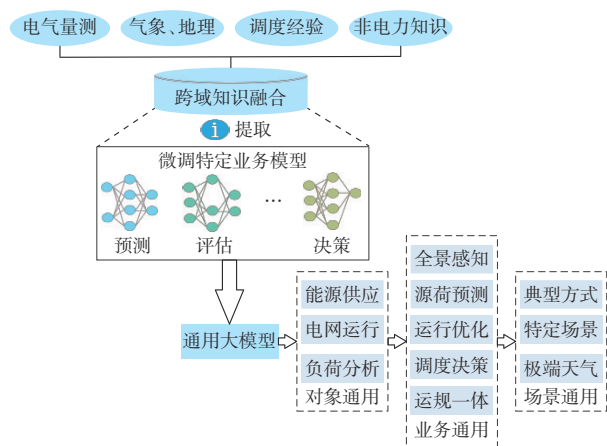 电气量测
气象、地理
调度经验
非电力知识
跨域知识融合
i 提取
微调特定业务模型
...
预测
评估
决策
通用大模型
能源供应
电网运行
负荷分析
对象通用
全景感知
源荷预测
运行优化
调度决策
运规一体
业务通用
典型方式
特定场景
极端天气
场景通用